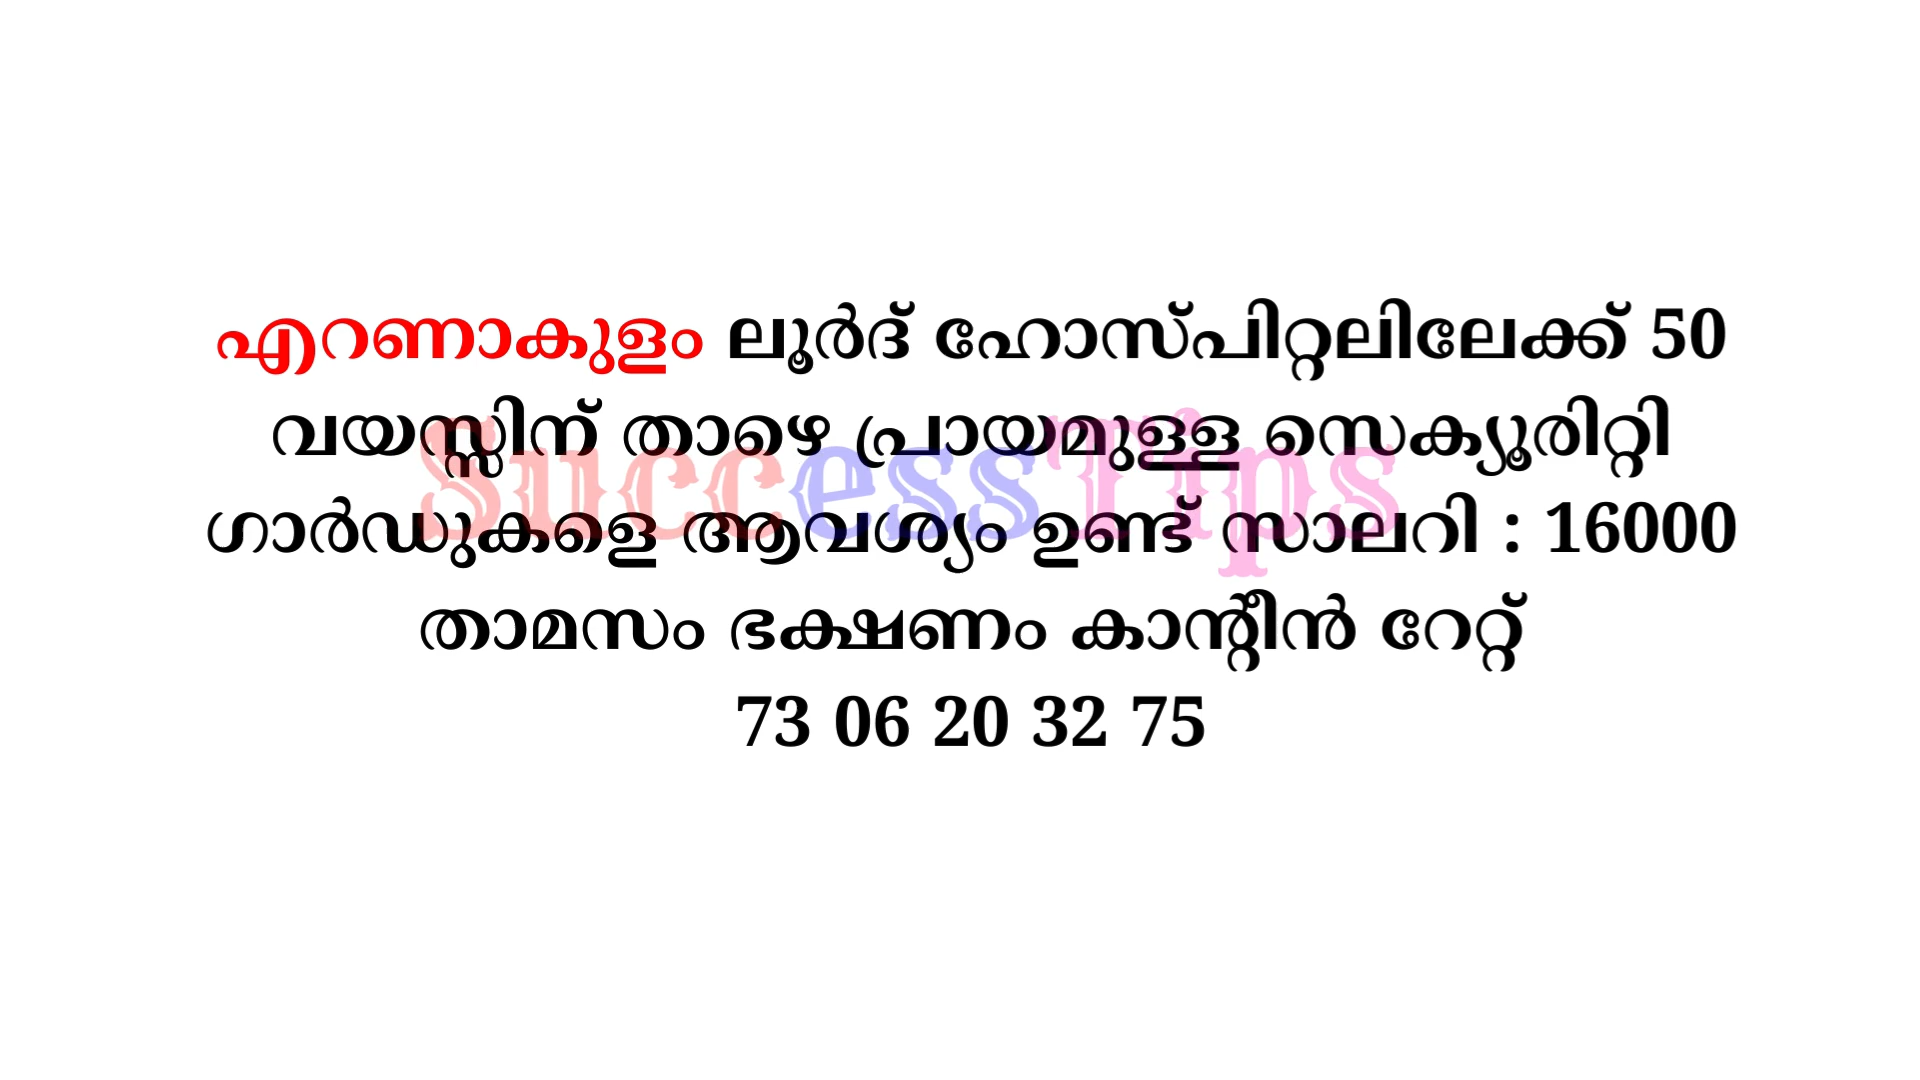 എറണാകുളം ലൂർദ് ഹോസ്പിറ്റലിലേക്ക് 50
വയസ്സിന് താഴെ പ്രായമുള്ള സെക്യൂരിറ്റി
ഗാർഡുകളെ ആവശ്യം ഉണ്ട് സാലറി : 16000
താമസം ഭക്ഷണം കാന്റീൻ റേറ്റ്
73 06 20 32 75
SuccessTips